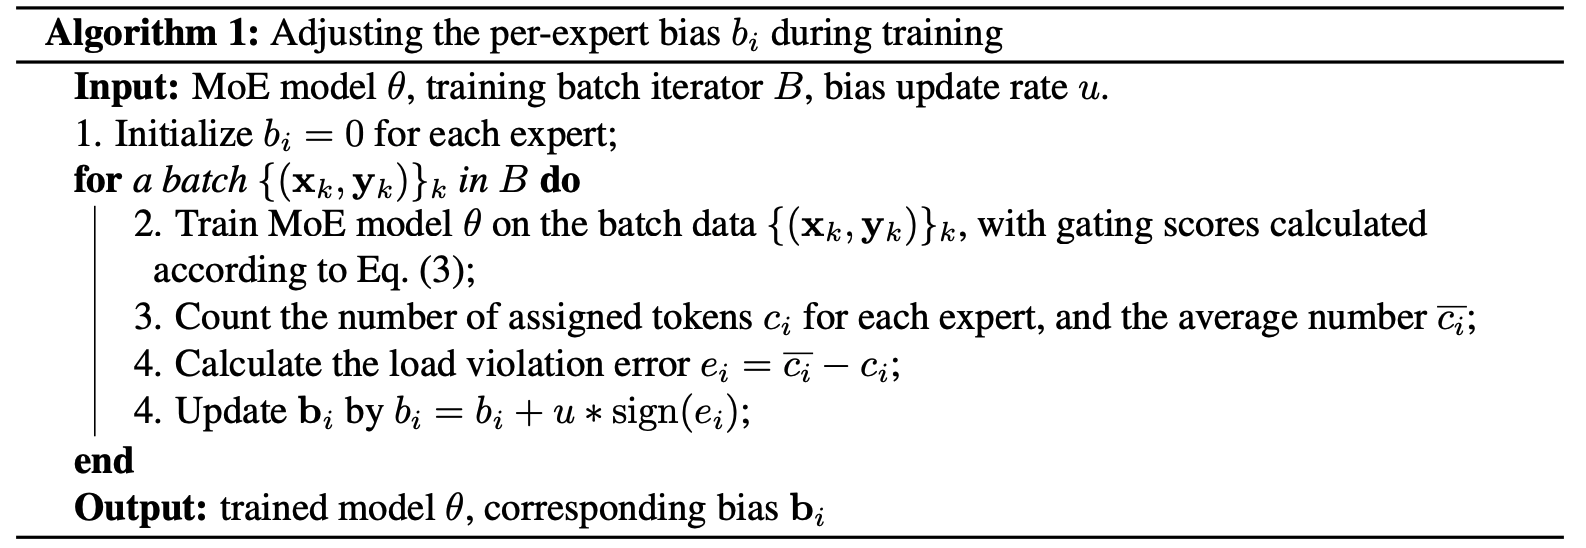 Algorithm 1: Adjusting the per-expert bias $b_i$ during training
Input: MoE model $\theta$, training batch iterator $B$, bias update rate $u$.
1. Initialize $b_i = 0$ for each expert;
for a batch $\{(\mathbf{x}_k, \mathbf{y}_k)\}_k$ in $B$ do
2. Train MoE model $\theta$ on the batch data $\{(\mathbf{x}_k, \mathbf{y}_k)\}_k$, with gating scores calculated
according to Eq. (3);
3. Count the number of assigned tokens $c_i$ for each expert, and the average number $\overline{c_i}$;
4. Calculate the load violation error $e_i = \overline{c_i} - c_i$;
4. Update $\mathbf{b}_i$ by $b_i = b_i + u * \text{sign}(e_i)$;
end
Output: trained model $\theta$, corresponding bias $\mathbf{b}_i$